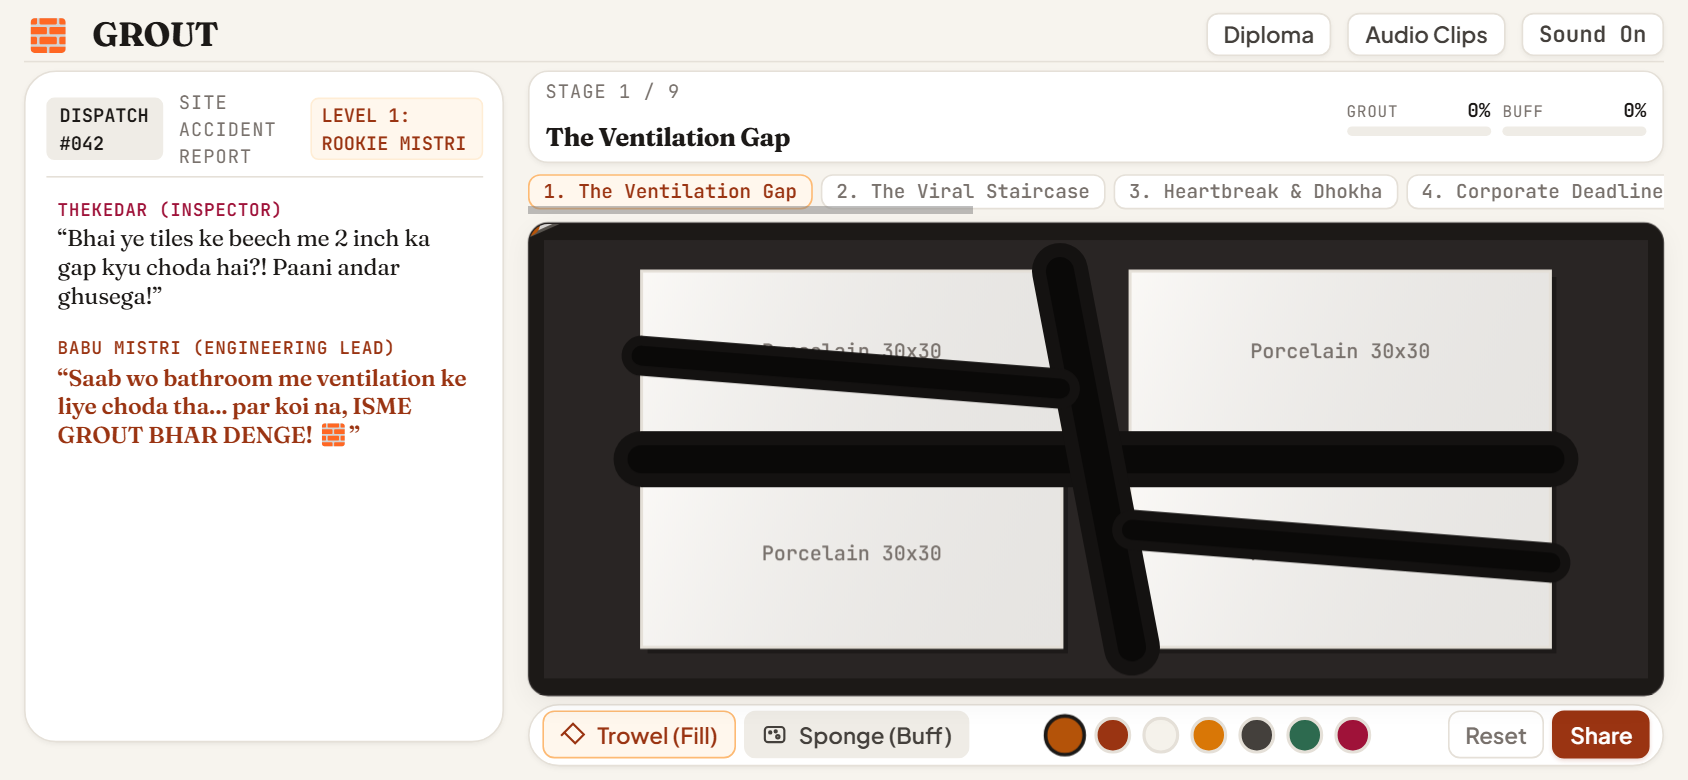 GROUT
Diploma
Audio Clips
Sound On
DISPATCH
#042
SITE
ACCIDENT
REPORT
LEVEL 1:
ROOKIE MISTRI
THEKEDAR (INSPECTOR)
“Bhai ye tiles ke beech me 2 inch ka
gap kyu choda hai?! Paani andar
ghusega!”
BABU MISTRI (ENGINEERING LEAD)
“Saab wo bathroom me ventilation ke
liye choda tha... par koi na, ISME
GROUT BHAR DENGE! 🧱”
STAGE 1 / 9
The Ventilation Gap
GROUT 0%
BUFF 0%
1. The Ventilation Gap
2. The Viral Staircase
3. Heartbreak & Dhokha
4. Corporate Deadline
Porcelain 30x30
Porcelain 30x30
Porcelain 30x30
Trowel (Fill)
Sponge (Buff)
Reset
Share